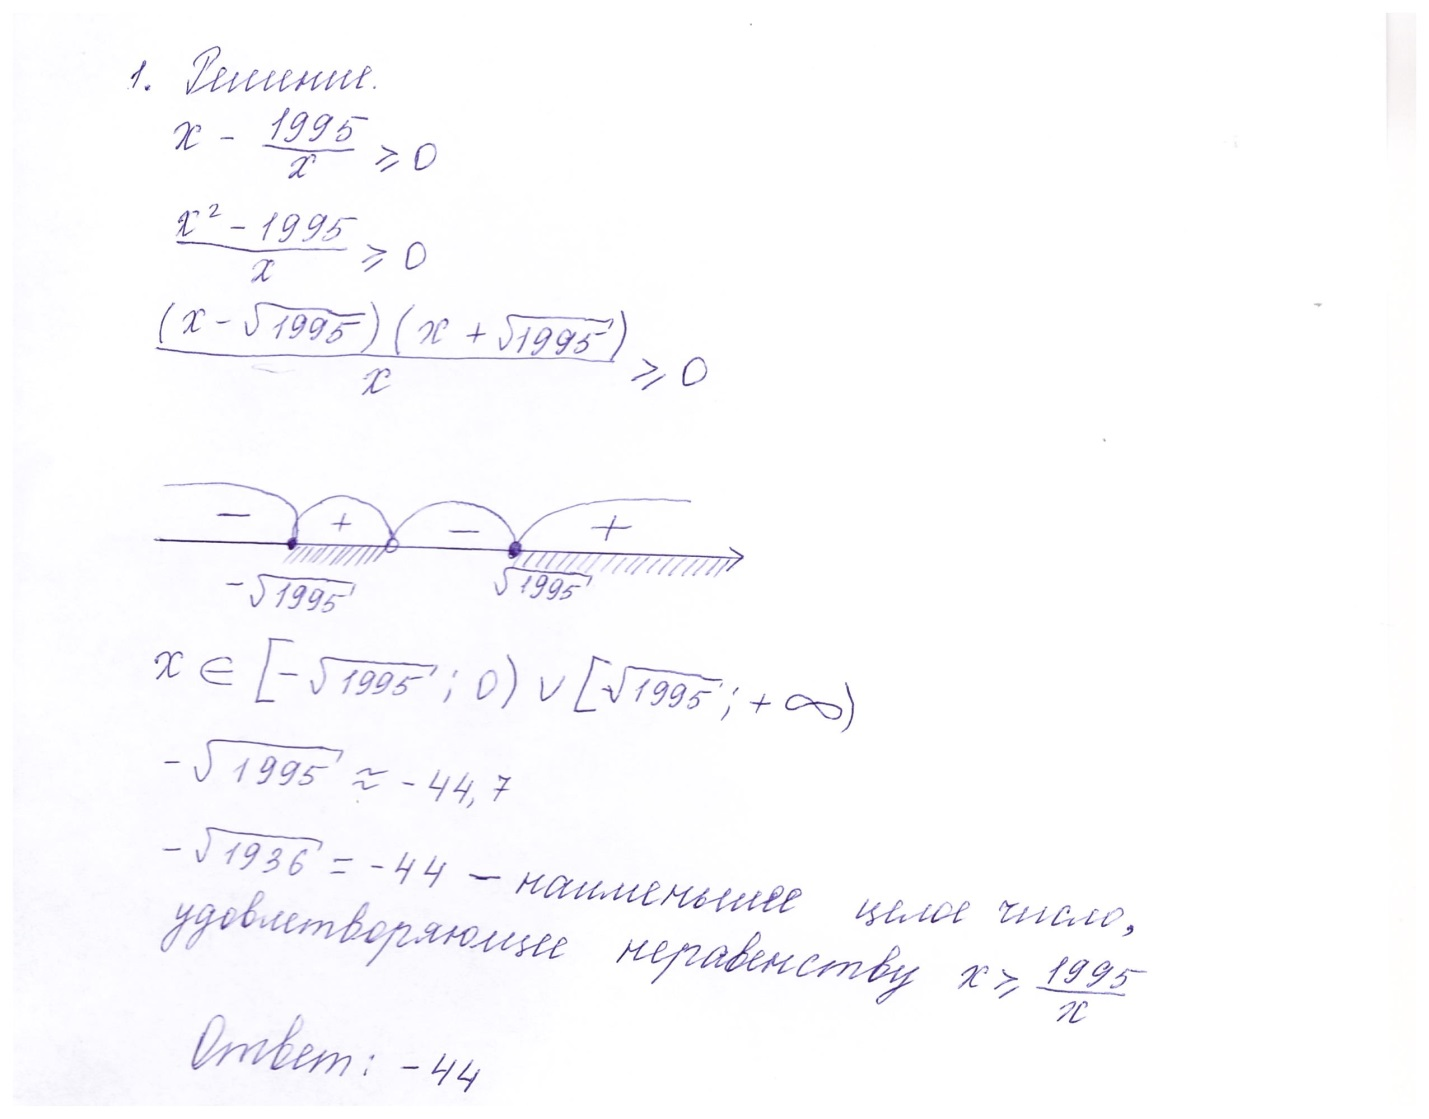 1. Решение.
x - 1995/x ⩾ 0
(x² - 1995)/x ⩾ 0
((x - √1995)(x + √1995))/x ⩾ 0
- + - +
-√1995 √1995
x ∈ [-√1995; 0) ∨ [√1995; +∞)
-√1995 ≈ -44,7
-√1936 = -44 — наименьшее целое число,
удовлетворяющее неравенству x ⩾ 1995/x
Ответ: -44